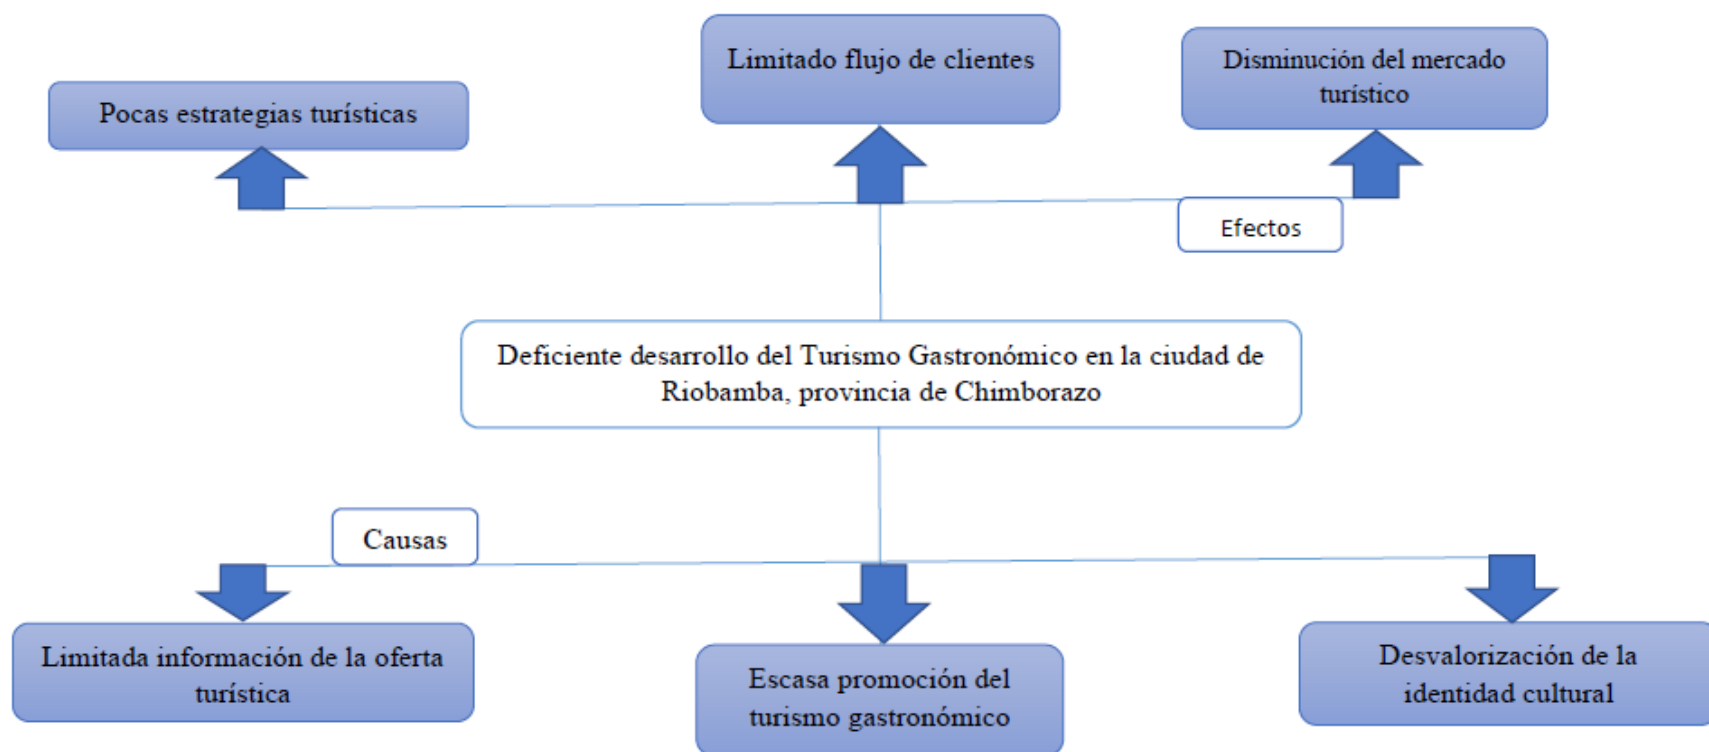 Pocas estrategias turísticas
Limitado flujo de clientes
Disminución del mercado
turístico
Efectos
Deficiente desarrollo del Turismo Gastronómico en la ciudad de
Riobamba, provincia de Chimborazo
Causas
Limitada información de la oferta
turística
Escasa promoción del
turismo gastronómico
Desvalorización de la
identidad cultural